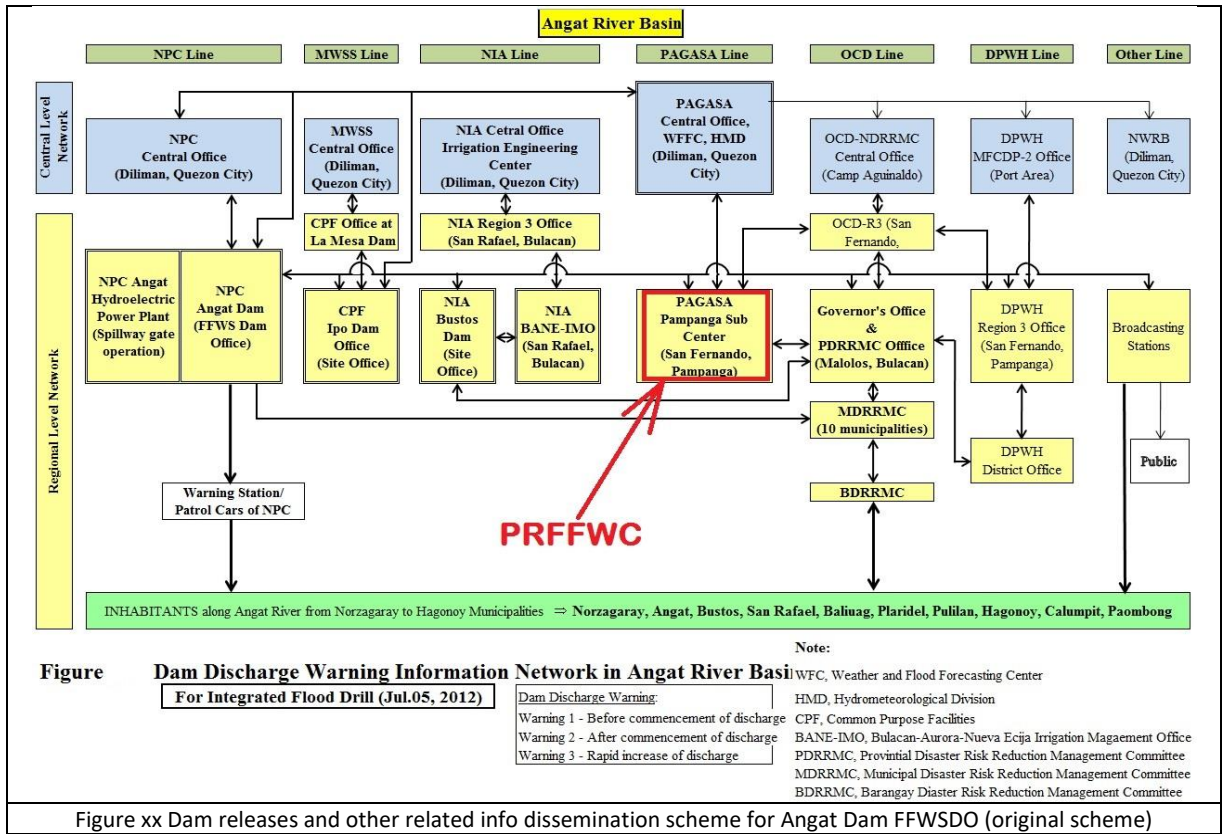 Angat River Basin
NPC Line
MWSS Line
NIA Line
PAGASA Line
OCD Line
DPWH Line
Other Line
Central Level
Network
NPC
Central Office
(Diliman, Quezon City)
MWSS
Central Office
(Diliman,
Quezon City)
NIA Cetral Office
Irrigation Engineering
Center
(Diliman, Quezon City)
PAGASA
Central Office,
WFFC, HMD
(Diliman, Quezon
City)
OCD-NDRRMC
Central Office
(Camp Aguinaldo)
DPWH
MFCDP-2 Office
(Port Area)
NWRB
(Diliman,
Quezon City)
Regional Level Network
CPF Office at
La Mesa Dam
NIA Region 3 Office
(San Rafael, Bulacan)
OCD-R3 (San
Fernando,
NPC Angat
Hydroelectric
Power Plant
(Spillway gate
operation)
NPC
Angat Dam
(FFWS Dam
Office)
CPF
Ipo Dam
Office
(Site Office)
NIA
Bustos
Dam
(Site
Office)
NIA
BANE-IMO
(San Rafael,
Bulacan)
PAGASA
Pampanga Sub
Center
(San Fernando,
Pampanga)
Governor's Office
&
PDRRMC Office
(Malolos, Bulacan)
DPWH
Region 3 Office
(San Fernando,
Pampanga)
Broadcasting
Stations
MDRRMC
(10 municipalities)
DPWH
District Office
Public
Warning Station/
Patrol Cars of NPC
BDRRMC
PRFFWC
INHABITANTS along Angat River from Norzagaray to Hagonoy Municipalities ⇒ Norzagaray, Angat, Bustos, San Rafael, Baliuag, Plaridel, Pulilan, Hagonoy, Calumpit, Paombong
Figure Dam Discharge Warning Information Network in Angat River Basi
For Integrated Flood Drill (Jul.05, 2012)
Dam Discharge Warning:
Warning 1 - Before commencement of discharge
Warning 2 - After commencement of discharge
Warning 3 - Rapid increase of discharge
Note:
WFC, Weather and Flood Forecasting Center
HMD, Hydrometeorological Division
CPF, Common Purpose Facilities
BANE-IMO, Bulacan-Aurora-Nueva Ecija Irrigation Magaement Office
PDRRMC, Provintial Disaster Risk Reduction Management Committee
MDRRMC, Municipal Disaster Risk Reduction Management Committee
BDRRMC, Barangay Diaster Risk Reduction Management Committee
Figure xx Dam releases and other related info dissemination scheme for Angat Dam FFWSDO (original scheme)